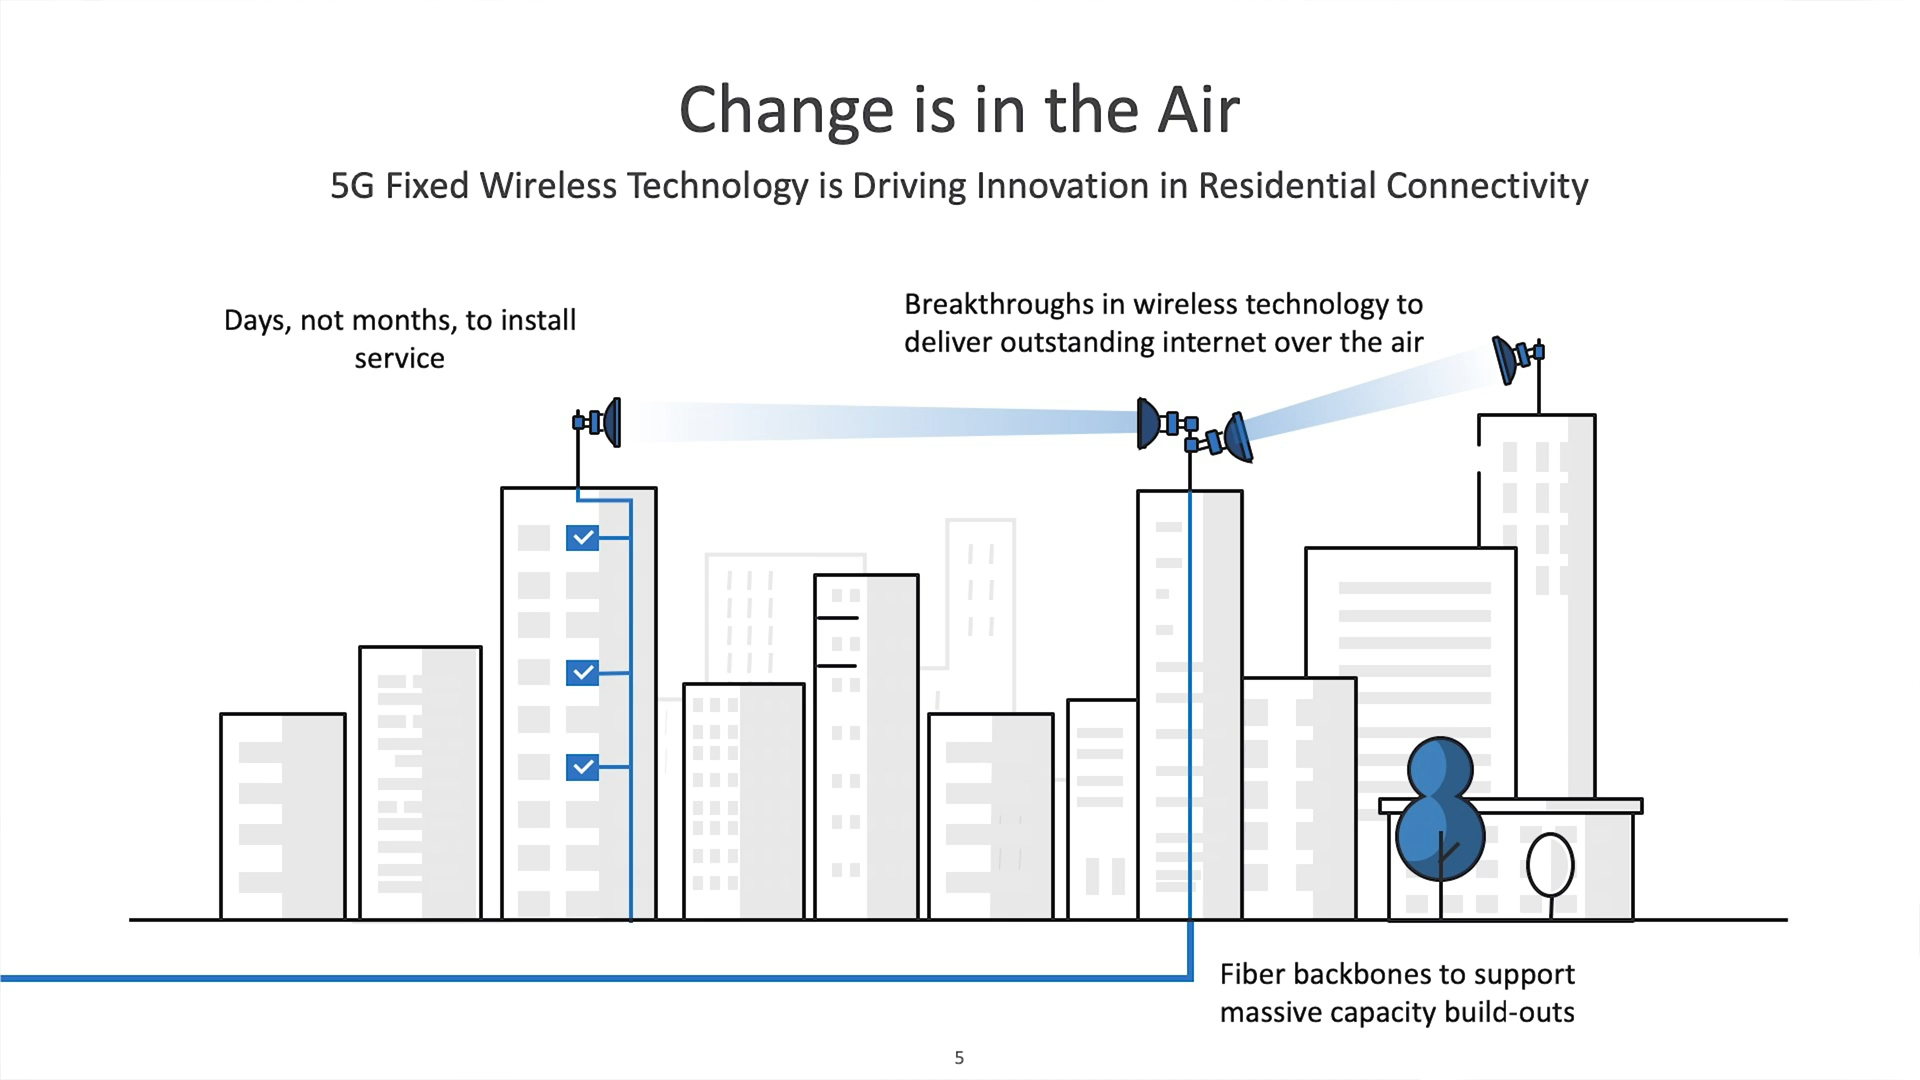 Change is in the Air
5G Fixed Wireless Technology is Driving Innovation in Residential Connectivity
Days, not months, to install
service
Breakthroughs in wireless technology to
deliver outstanding internet over the air
Fiber backbones to support
massive capacity build-outs
5